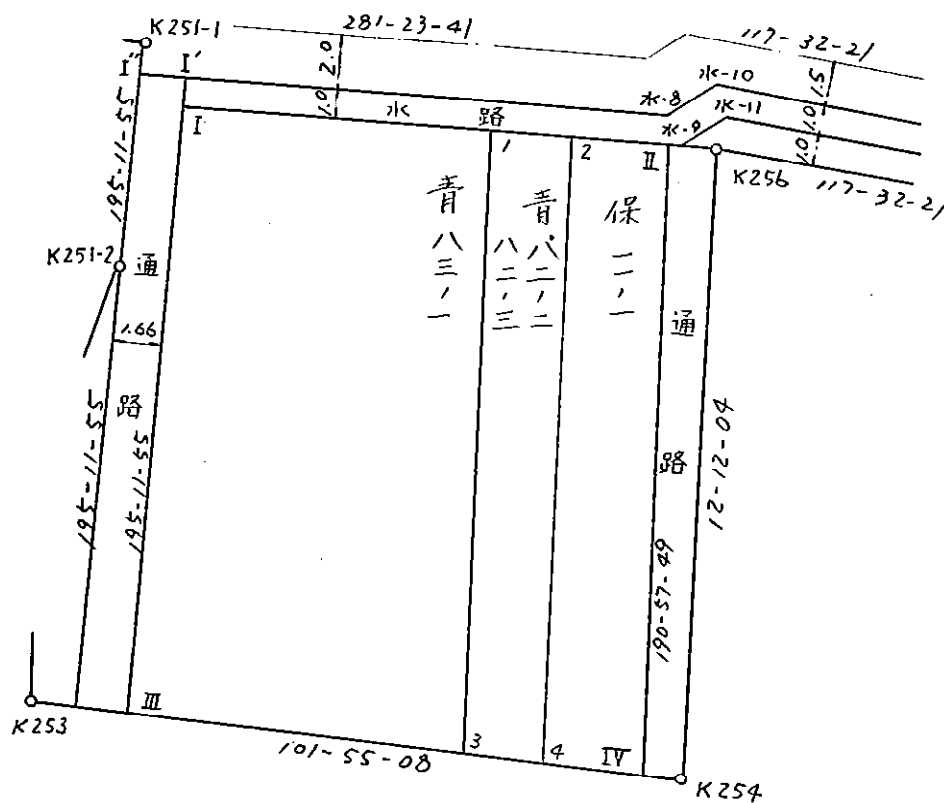 K251-1
281-23-41
117-32-21
I"
I'
2.0
1.0
I
水路
水-8
水-10
水-9
水-11
1.5
1.0
1.0
1
2
II
K256
117-32-21
195-11-55
K251-2
通路
1.66
195-11-55
195-11-55
青八三,一
八二,三
青八二,二
保一一,一
通路
12-12-04
190-57-49
K253
III
101-55-08
3
4
IV
K254